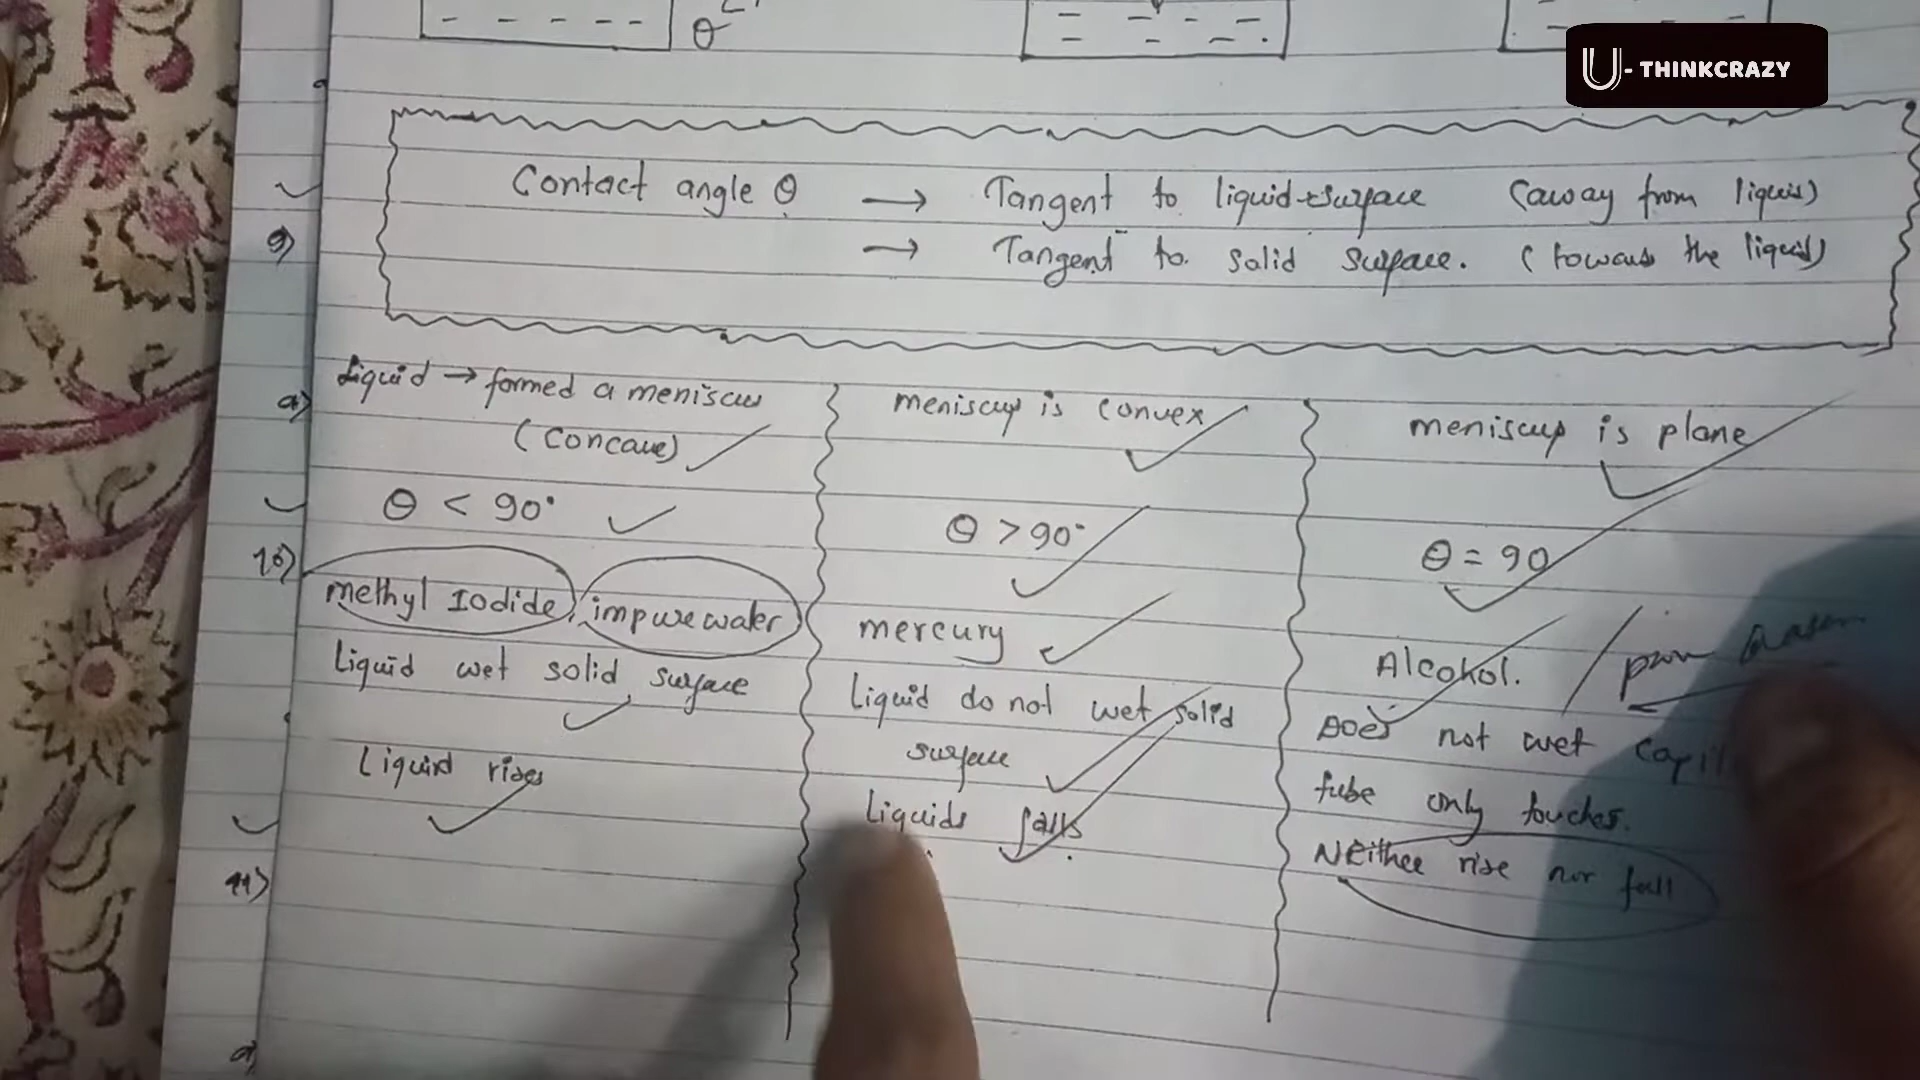 θ
U - THINKCRAZY
Contact angle θ → Tangent to liquid surface (away from liquid)
9) → Tangent to solid surface. (towards the liquid)
a) Liquid → formed a meniscus
(concave)
θ < 90°
10) methyl Iodide, impure water
Liquid wet solid surface
Liquid rises
11)
meniscus is convex
θ > 90°
mercury
Liquid do not wet solid
surface
Liquids falls
meniscus is plane
θ = 90
Alcohol. /
Does not wet
tube only touches.
NEither rise nor fall